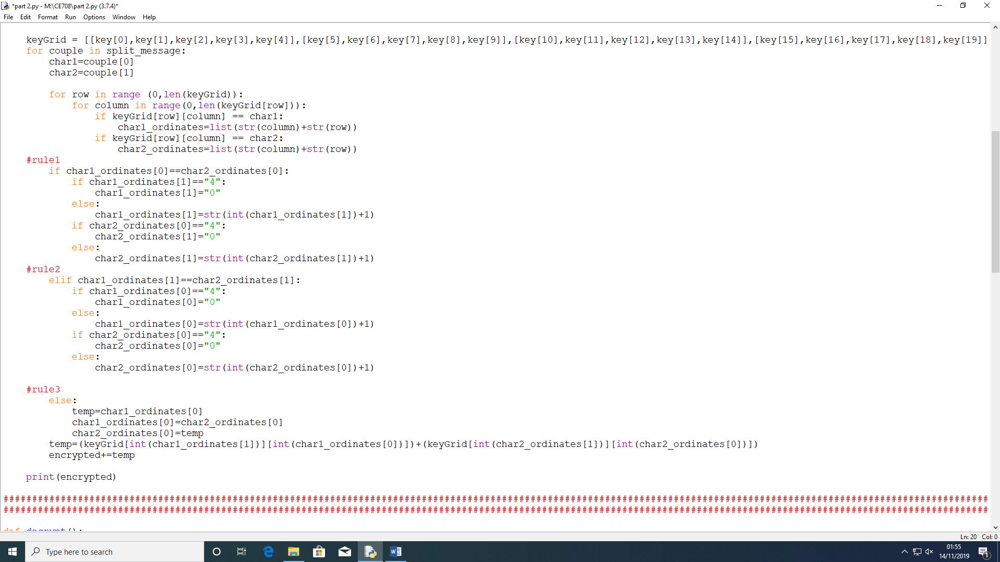 *part 2.py - M:\CE708\part 2.py (3.7.4)*
File Edit Format Run Options Window Help
    keyGrid = [[key[0],key[1],key[2],key[3],key[4]],[key[5],key[6],key[7],key[8],key[9]],[key[10],key[11],key[12],key[13],key[14]],[key[15],key[16],key[17],key[18],key[19]]
    for couple in split_message:
        char1=couple[0]
        char2=couple[1]
        for row in range (0,len(keyGrid)):
            for column in range(0,len(keyGrid[row])):
                if keyGrid[row][column] == char1:
                    char1_ordinates=list(str(column)+str(row))
                if keyGrid[row][column] == char2:
                    char2_ordinates=list(str(column)+str(row))
    #rule1
        if char1_ordinates[0]==char2_ordinates[0]:
            if char1_ordinates[1]=="4":
                char1_ordinates[1]="0"
            else:
                char1_ordinates[1]=str(int(char1_ordinates[1])+1)
            if char2_ordinates[0]=="4":
                char2_ordinates[1]="0"
            else:
                char2_ordinates[1]=str(int(char2_ordinates[1])+1)
    #rule2
        elif char1_ordinates[1]==char2_ordinates[1]:
            if char1_ordinates[0]=="4":
                char1_ordinates[0]="0"
            else:
                char1_ordinates[0]=str(int(char1_ordinates[0])+1)
            if char2_ordinates[0]=="4":
                char2_ordinates[0]="0"
            else:
                char2_ordinates[0]=str(int(char2_ordinates[0])+1)
    #rule3
        else:
            temp=char1_ordinates[0]
            char1_ordinates[0]=char2_ordinates[0]
            char2_ordinates[0]=temp
        temp=(keyGrid[int(char1_ordinates[1])][int(char1_ordinates[0])])+(keyGrid[int(char2_ordinates[1])][int(char2_ordinates[0])])
        encrypted+=temp
    print(encrypted)
############################################################################################################################################################################
############################################################################################################################################################################
def decrypt():
Ln: 20 Col: 0
Type here to search
01:55
14/11/2019
1